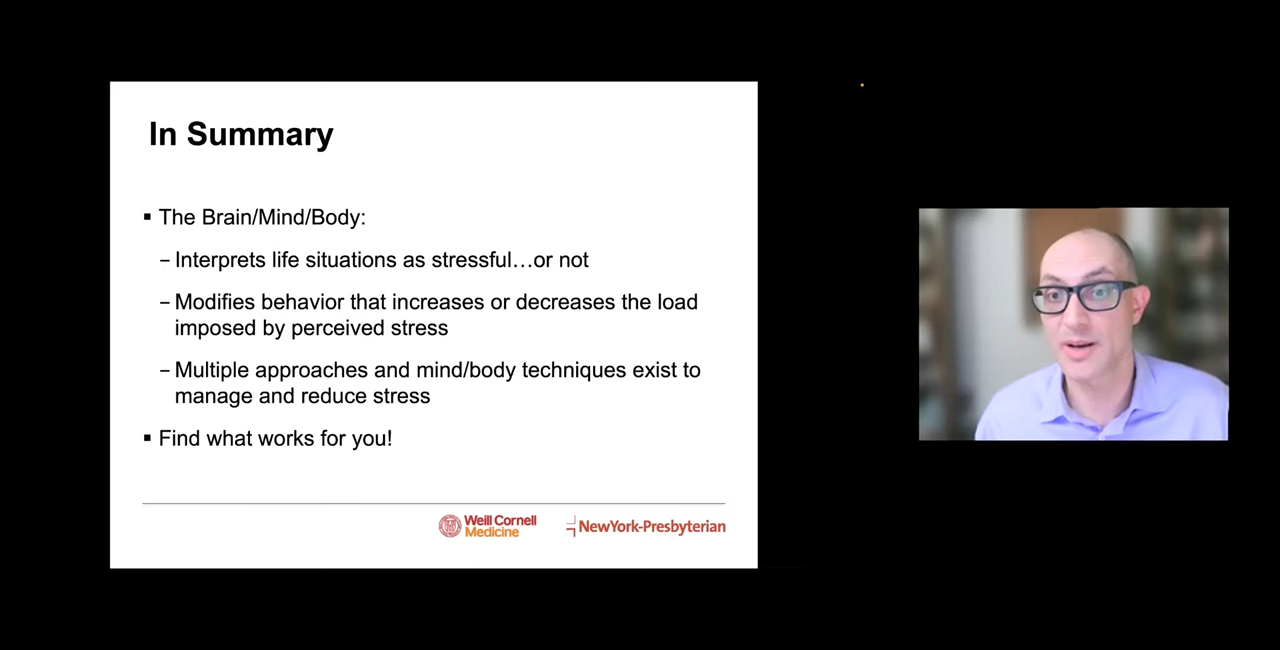 In Summary
▪ The Brain/Mind/Body:
– Interprets life situations as stressful…or not
– Modifies behavior that increases or decreases the load
imposed by perceived stress
– Multiple approaches and mind/body techniques exist to
manage and reduce stress
▪ Find what works for you!
Weill Cornell
Medicine
NewYork-Presbyterian